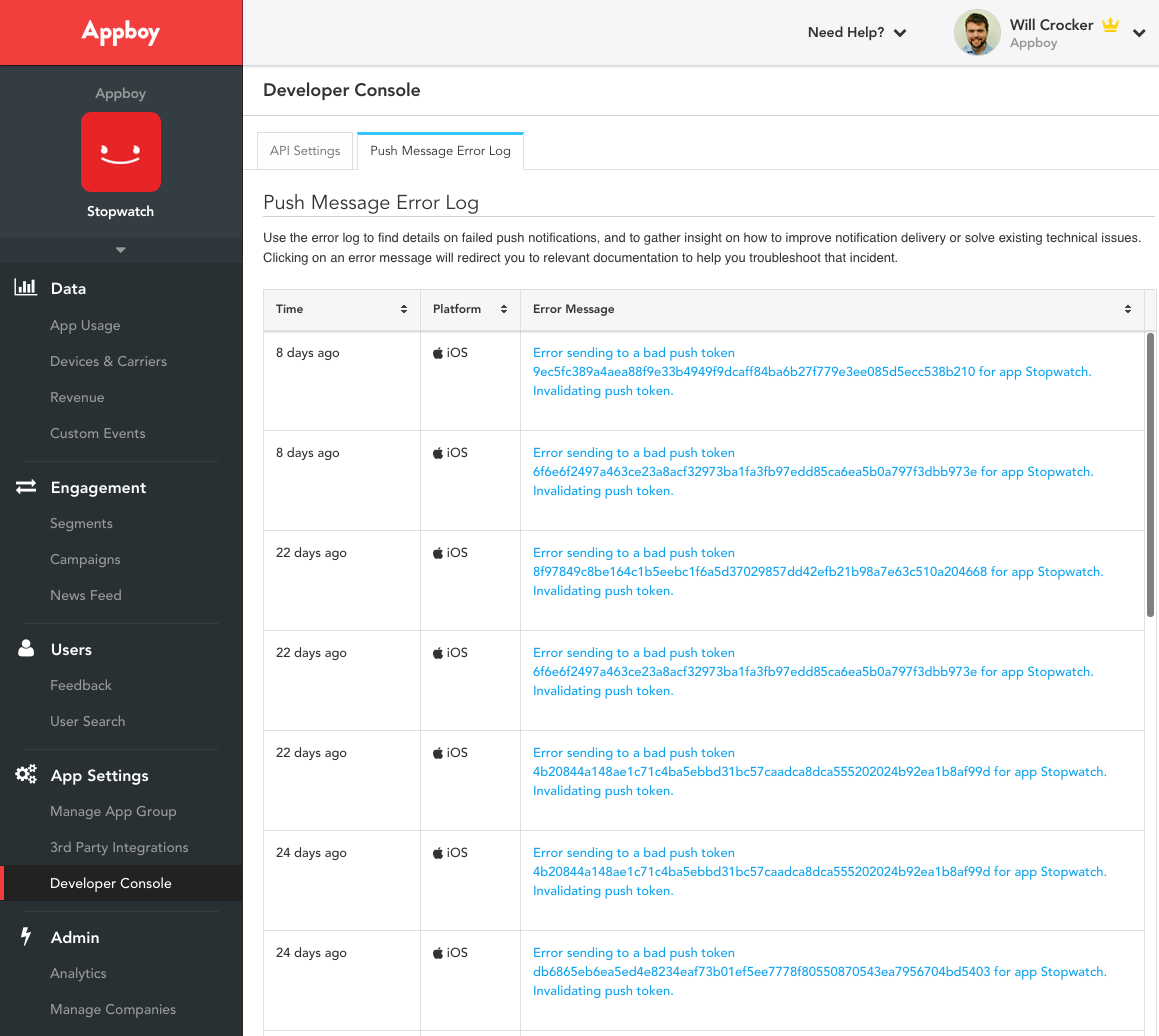 Appboy
Need Help?
Will Crocker
Appboy
Appboy
Stopwatch
Data
App Usage
Devices & Carriers
Revenue
Custom Events
Engagement
Segments
Campaigns
News Feed
Users
Feedback
User Search
App Settings
Manage App Group
3rd Party Integrations
Developer Console
Admin
Analytics
Manage Companies
Developer Console
API Settings
Push Message Error Log
Push Message Error Log
Use the error log to find details on failed push notifications, and to gather insight on how to improve notification delivery or solve existing technical issues.
Clicking on an error message will redirect you to relevant documentation to help you troubleshoot that incident.
Time Platform Error Message
8 days ago iOS Error sending to a bad push token
9ec5fc389a4aea88f9e33b4949f9dcaff84ba6b27f779e3ee085d5ecc538b210 for app Stopwatch.
Invalidating push token.
8 days ago iOS Error sending to a bad push token
6f6e6f2497a463ce23a8acf32973ba1fa3fb97edd85ca6ea5b0a797f3dbb973e for app Stopwatch.
Invalidating push token.
22 days ago iOS Error sending to a bad push token
8f97849c8be164c1b5eebc1f6a5d37029857dd42efb21b98a7e63c510a204668 for app Stopwatch.
Invalidating push token.
22 days ago iOS Error sending to a bad push token
6f6e6f2497a463ce23a8acf32973ba1fa3fb97edd85ca6ea5b0a797f3dbb973e for app Stopwatch.
Invalidating push token.
22 days ago iOS Error sending to a bad push token
4b20844a148ae1c71c4ba5ebbd31bc57caadca8dca555202024b92ea1b8af99d for app Stopwatch.
Invalidating push token.
24 days ago iOS Error sending to a bad push token
4b20844a148ae1c71c4ba5ebbd31bc57caadca8dca555202024b92ea1b8af99d for app Stopwatch.
Invalidating push token.
24 days ago iOS Error sending to a bad push token
db6865eb6ea5ed4e8234eaf73b01ef5ee7778f80550870543ea7956704bd5403 for app Stopwatch.
Invalidating push token.